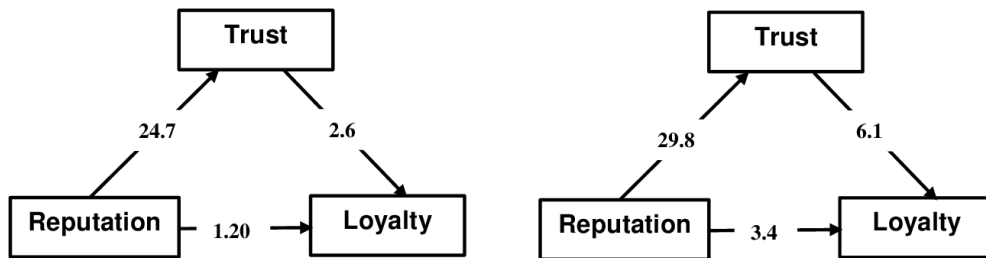 Trust
24.7
2.6
Reputation
1.20
Loyalty
Trust
29.8
6.1
Reputation
3.4
Loyalty